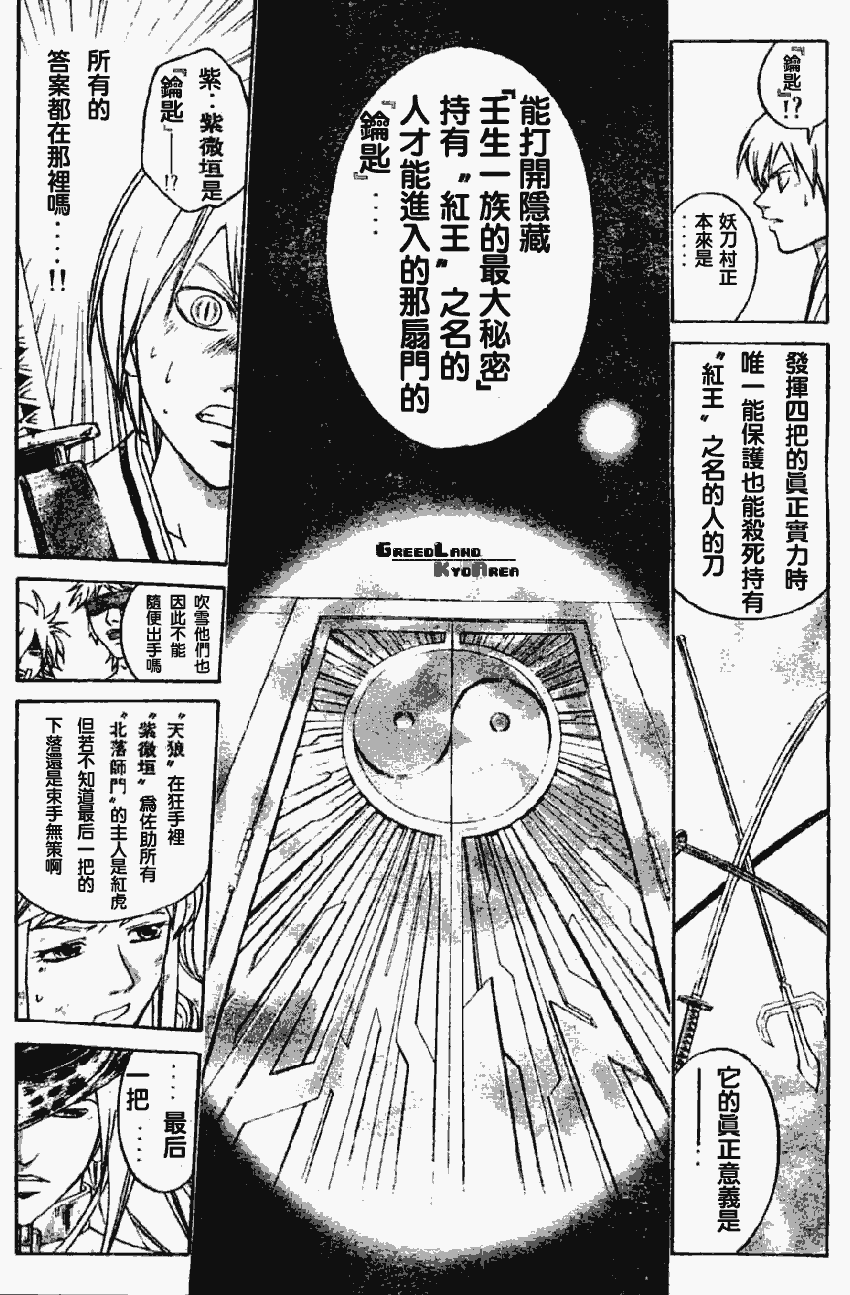 『鑰匙』!?
妖刀村正
本來是
‥‥‥
發揮四把的眞正實力時
唯一能保護也能殺死持有
〝紅王〞之名的人的刀
它的眞正意義是
━━‥
能打開隱藏
「壬生一族的最大秘密」
持有〝紅王〞之名的
人才能進入的那扇門的
『鑰匙』‥‥
GreedLand
KyoArea
紫‥紫微垣是
『鑰匙』━━!?
所有的
答案都在那裡嗎‥‥!!
吹雪他們也
因此不能
隨便出手嗎
〝天狼〞在狂手裡
〝紫微垣〞為佐助所有
〝北落師門〞的主人是紅虎
但若不知道最后一把的
下落還是束手無策啊
‥‥最后
一把‥‥